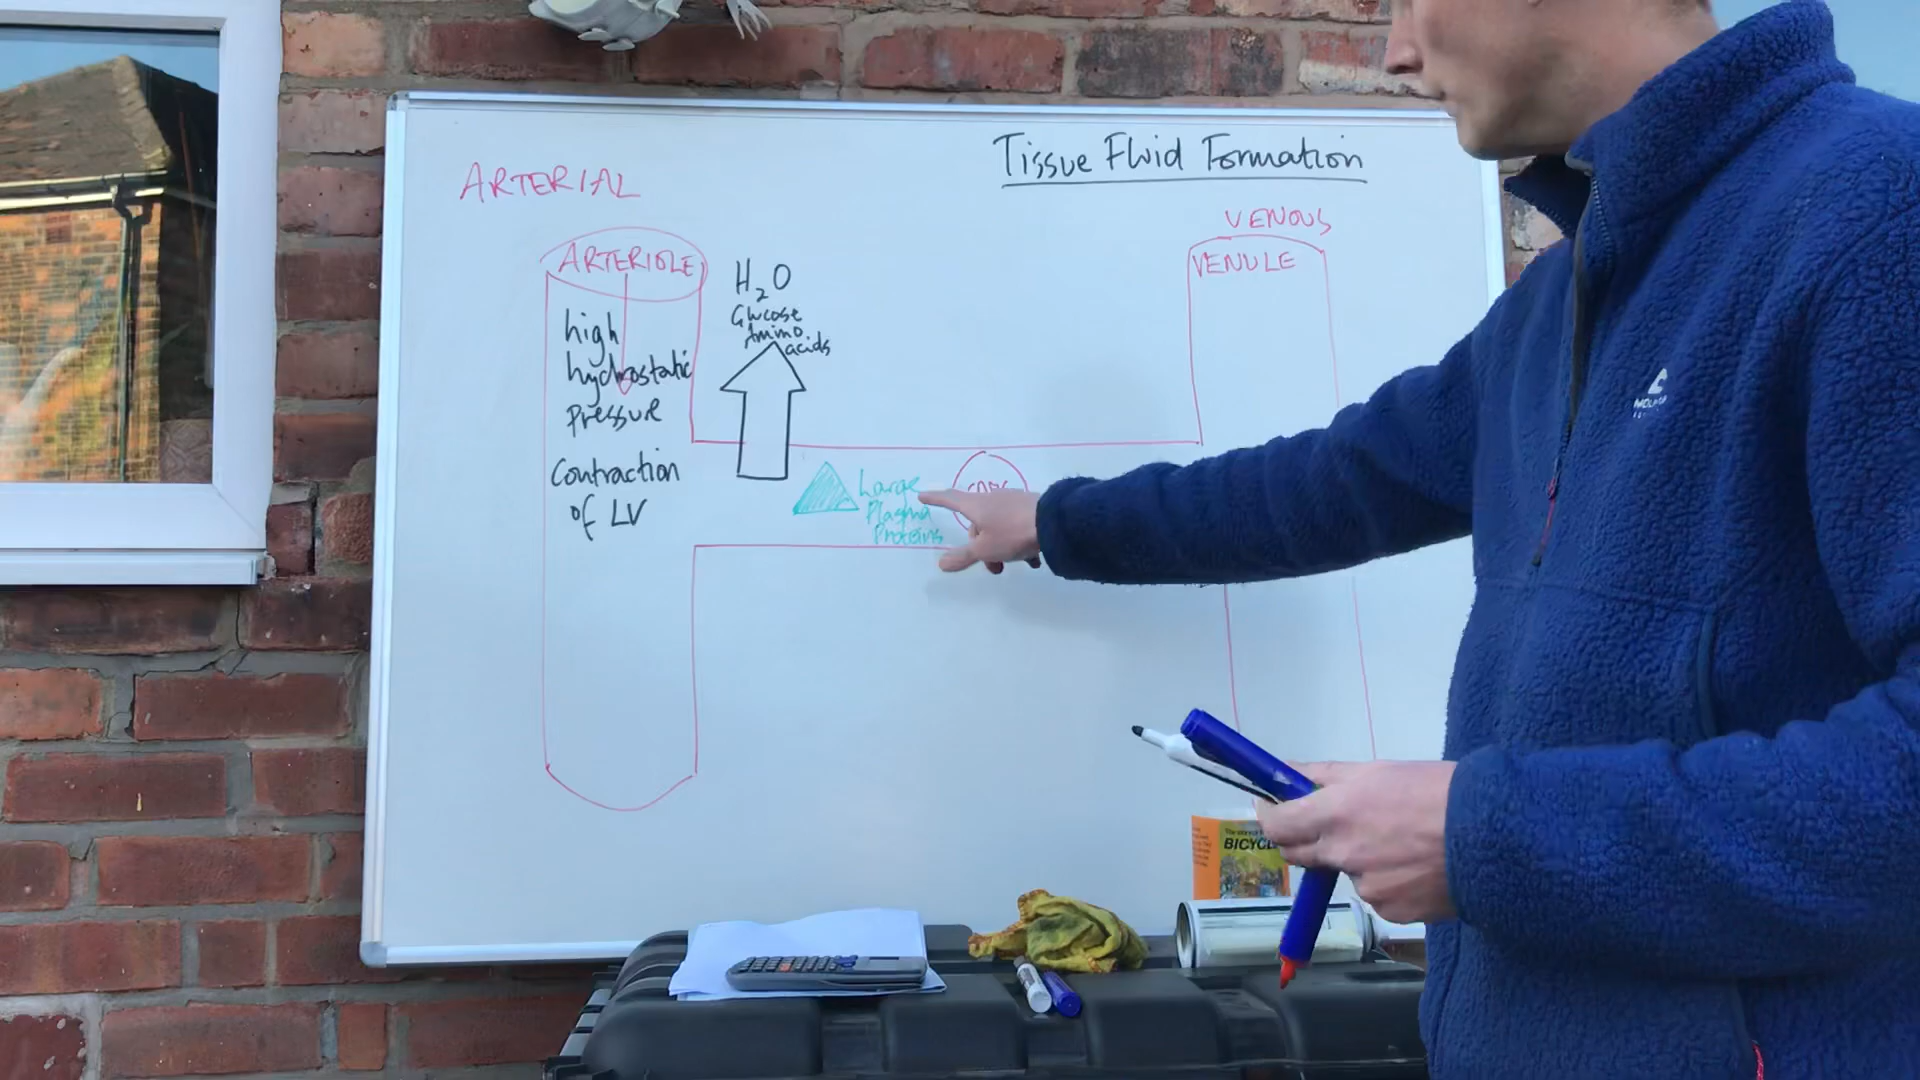 Tissue Fluid Formation
ARTERIAL
VENOUS
ARTERIOLE
VENULE
H₂O
Glucose
Amino
acids
high
hydrostatic
Pressure
Contraction
of LV
Large
Plasma
Proteins
BICYCL